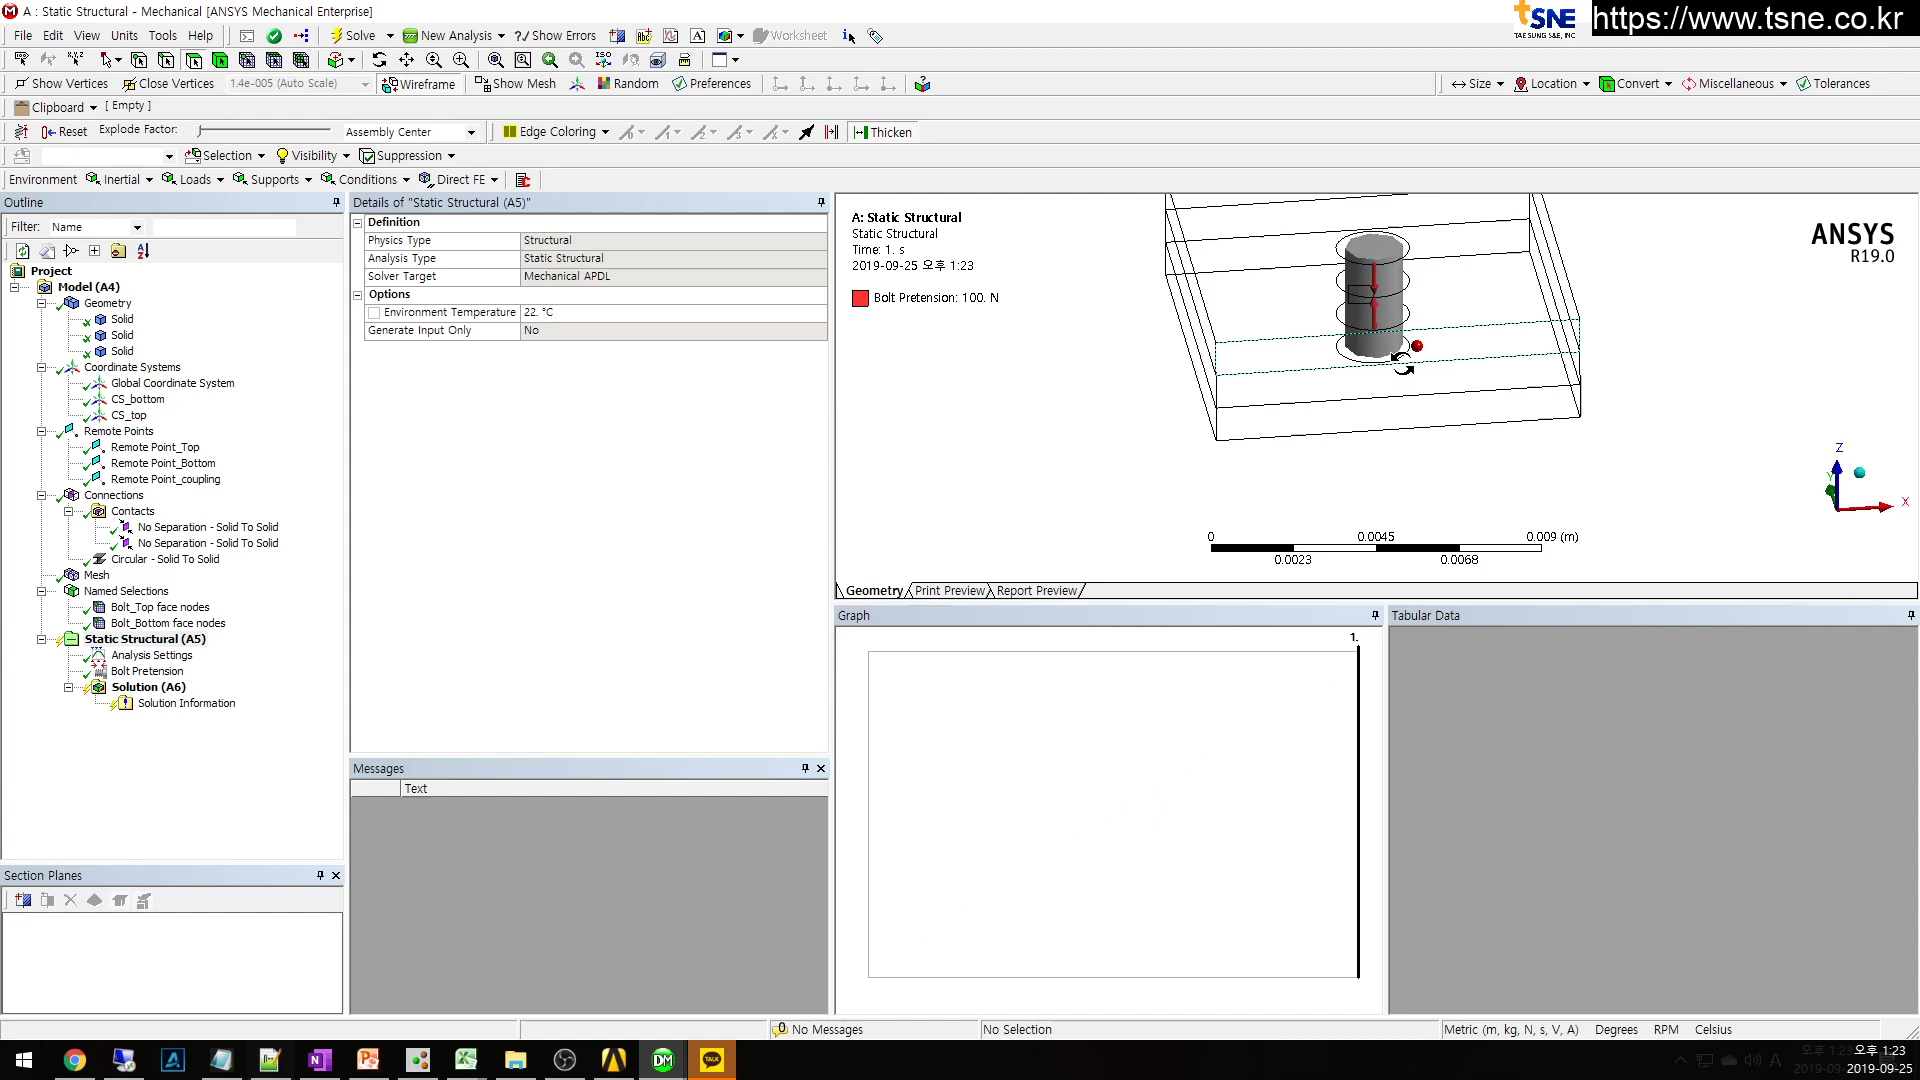 A : Static Structural - Mechanical [ANSYS Mechanical Enterprise]
TSNE
TAE SUNG S&E, INC
https://www.tsne.co.kr
File Edit View Units Tools Help Solve New Analysis ?/ Show Errors Worksheet
Show Vertices Close Vertices 1.4e-005 (Auto Scale) Wireframe Show Mesh Random Preferences Size Location Convert Miscellaneous Tolerances
Clipboard [ Empty ]
Reset Explode Factor: Assembly Center Edge Coloring Thicken
Selection Visibility Suppression
Environment Inertial Loads Supports Conditions Direct FE
Outline
Filter: Name
Project
Model (A4)
Geometry
Solid
Solid
Solid
Coordinate Systems
Global Coordinate System
CS_bottom
CS_top
Remote Points
Remote Point_Top
Remote Point_Bottom
Remote Point_coupling
Connections
Contacts
No Separation - Solid To Solid
No Separation - Solid To Solid
Circular - Solid To Solid
Mesh
Named Selections
Bolt_Top face nodes
Bolt_Bottom face nodes
Static Structural (A5)
Analysis Settings
Bolt Pretension
Solution (A6)
Solution Information
Section Planes
Details of "Static Structural (A5)"
Definition
Physics Type Structural
Analysis Type Static Structural
Solver Target Mechanical APDL
Options
Environment Temperature 22. °C
Generate Input Only No
Messages
Text
A: Static Structural
Static Structural
Time: 1. s
2019-09-25 오후 1:23
Bolt Pretension: 100. N
ANSYS
R19.0
Z
Y
X
0 0.0045 0.009 (m)
0.0023 0.0068
Geometry Print Preview Report Preview
Graph
1.
Tabular Data
No Messages No Selection Metric (m, kg, N, s, V, A) Degrees RPM Celsius
N DM TALK
A
오후 1:23
2019-09-25